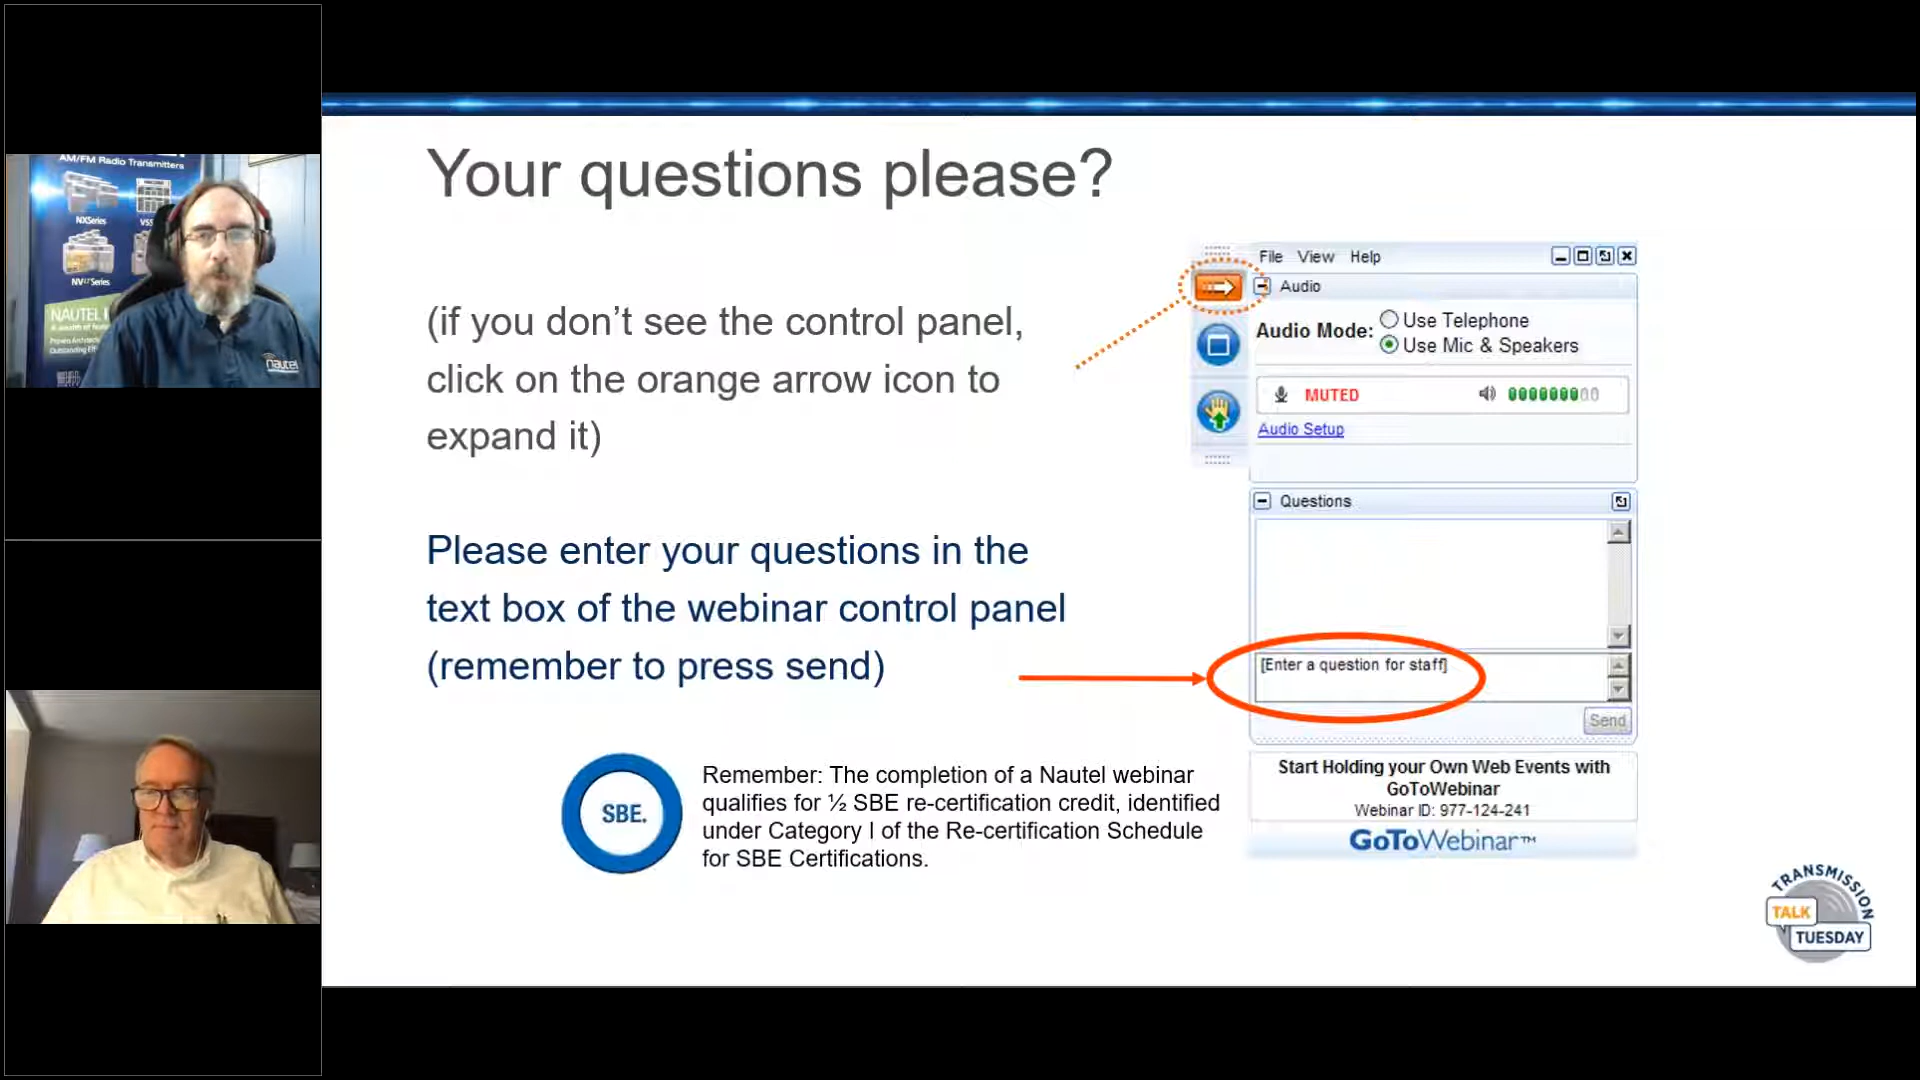 AM/FM Radio Transmitters
NXSeries
VS
NVLT Series
NAUTEL
nautel
Your questions please?
(if you don’t see the control panel,
click on the orange arrow icon to
expand it)
Please enter your questions in the
text box of the webinar control panel
(remember to press send)
File View Help
Audio
Audio Mode:
Use Telephone
Use Mic & Speakers
MUTED
Audio Setup
Questions
[Enter a question for staff]
Send
Start Holding your Own Web Events with
GoToWebinar
Webinar ID: 977-124-241
GoToWebinar™
SBE.
Remember: The completion of a Nautel webinar
qualifies for ½ SBE re-certification credit, identified
under Category I of the Re-certification Schedule
for SBE Certifications.
TRANSMISSION
TALK
TUESDAY